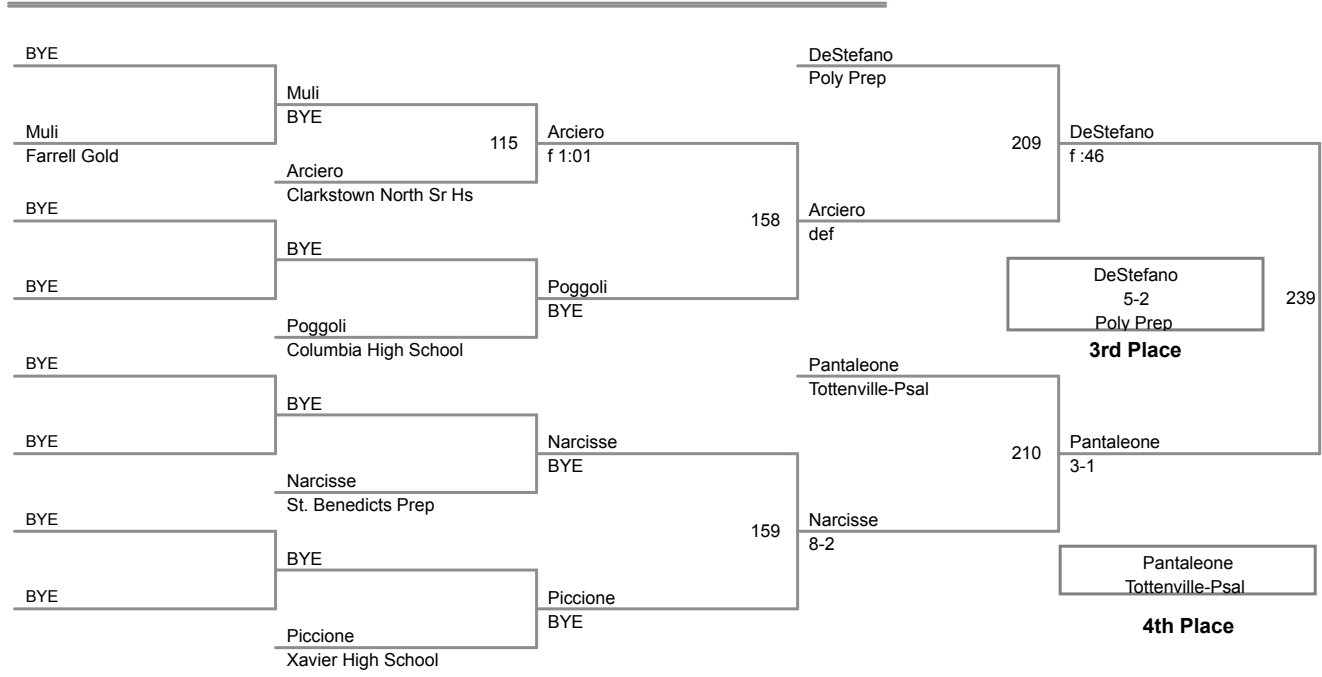 BYE
Muli
Farrell Gold
BYE
BYE
BYE
BYE
BYE
BYE
Muli
BYE
Arciero
Clarkstown North Sr Hs
BYE
Poggoli
Columbia High School
BYE
Narcisse
St. Benedicts Prep
BYE
Piccione
Xavier High School
115
Arciero
f 1:01
Poggoli
BYE
Narcisse
BYE
Piccione
BYE
158
159
DeStefano
Poly Prep
Arciero
def
Pantaleone
Tottenville-Psal
Narcisse
8-2
209
210
DeStefano
f :46
Pantaleone
3-1
239
DeStefano
5-2
Poly Prep
3rd Place
Pantaleone
Tottenville-Psal
4th Place